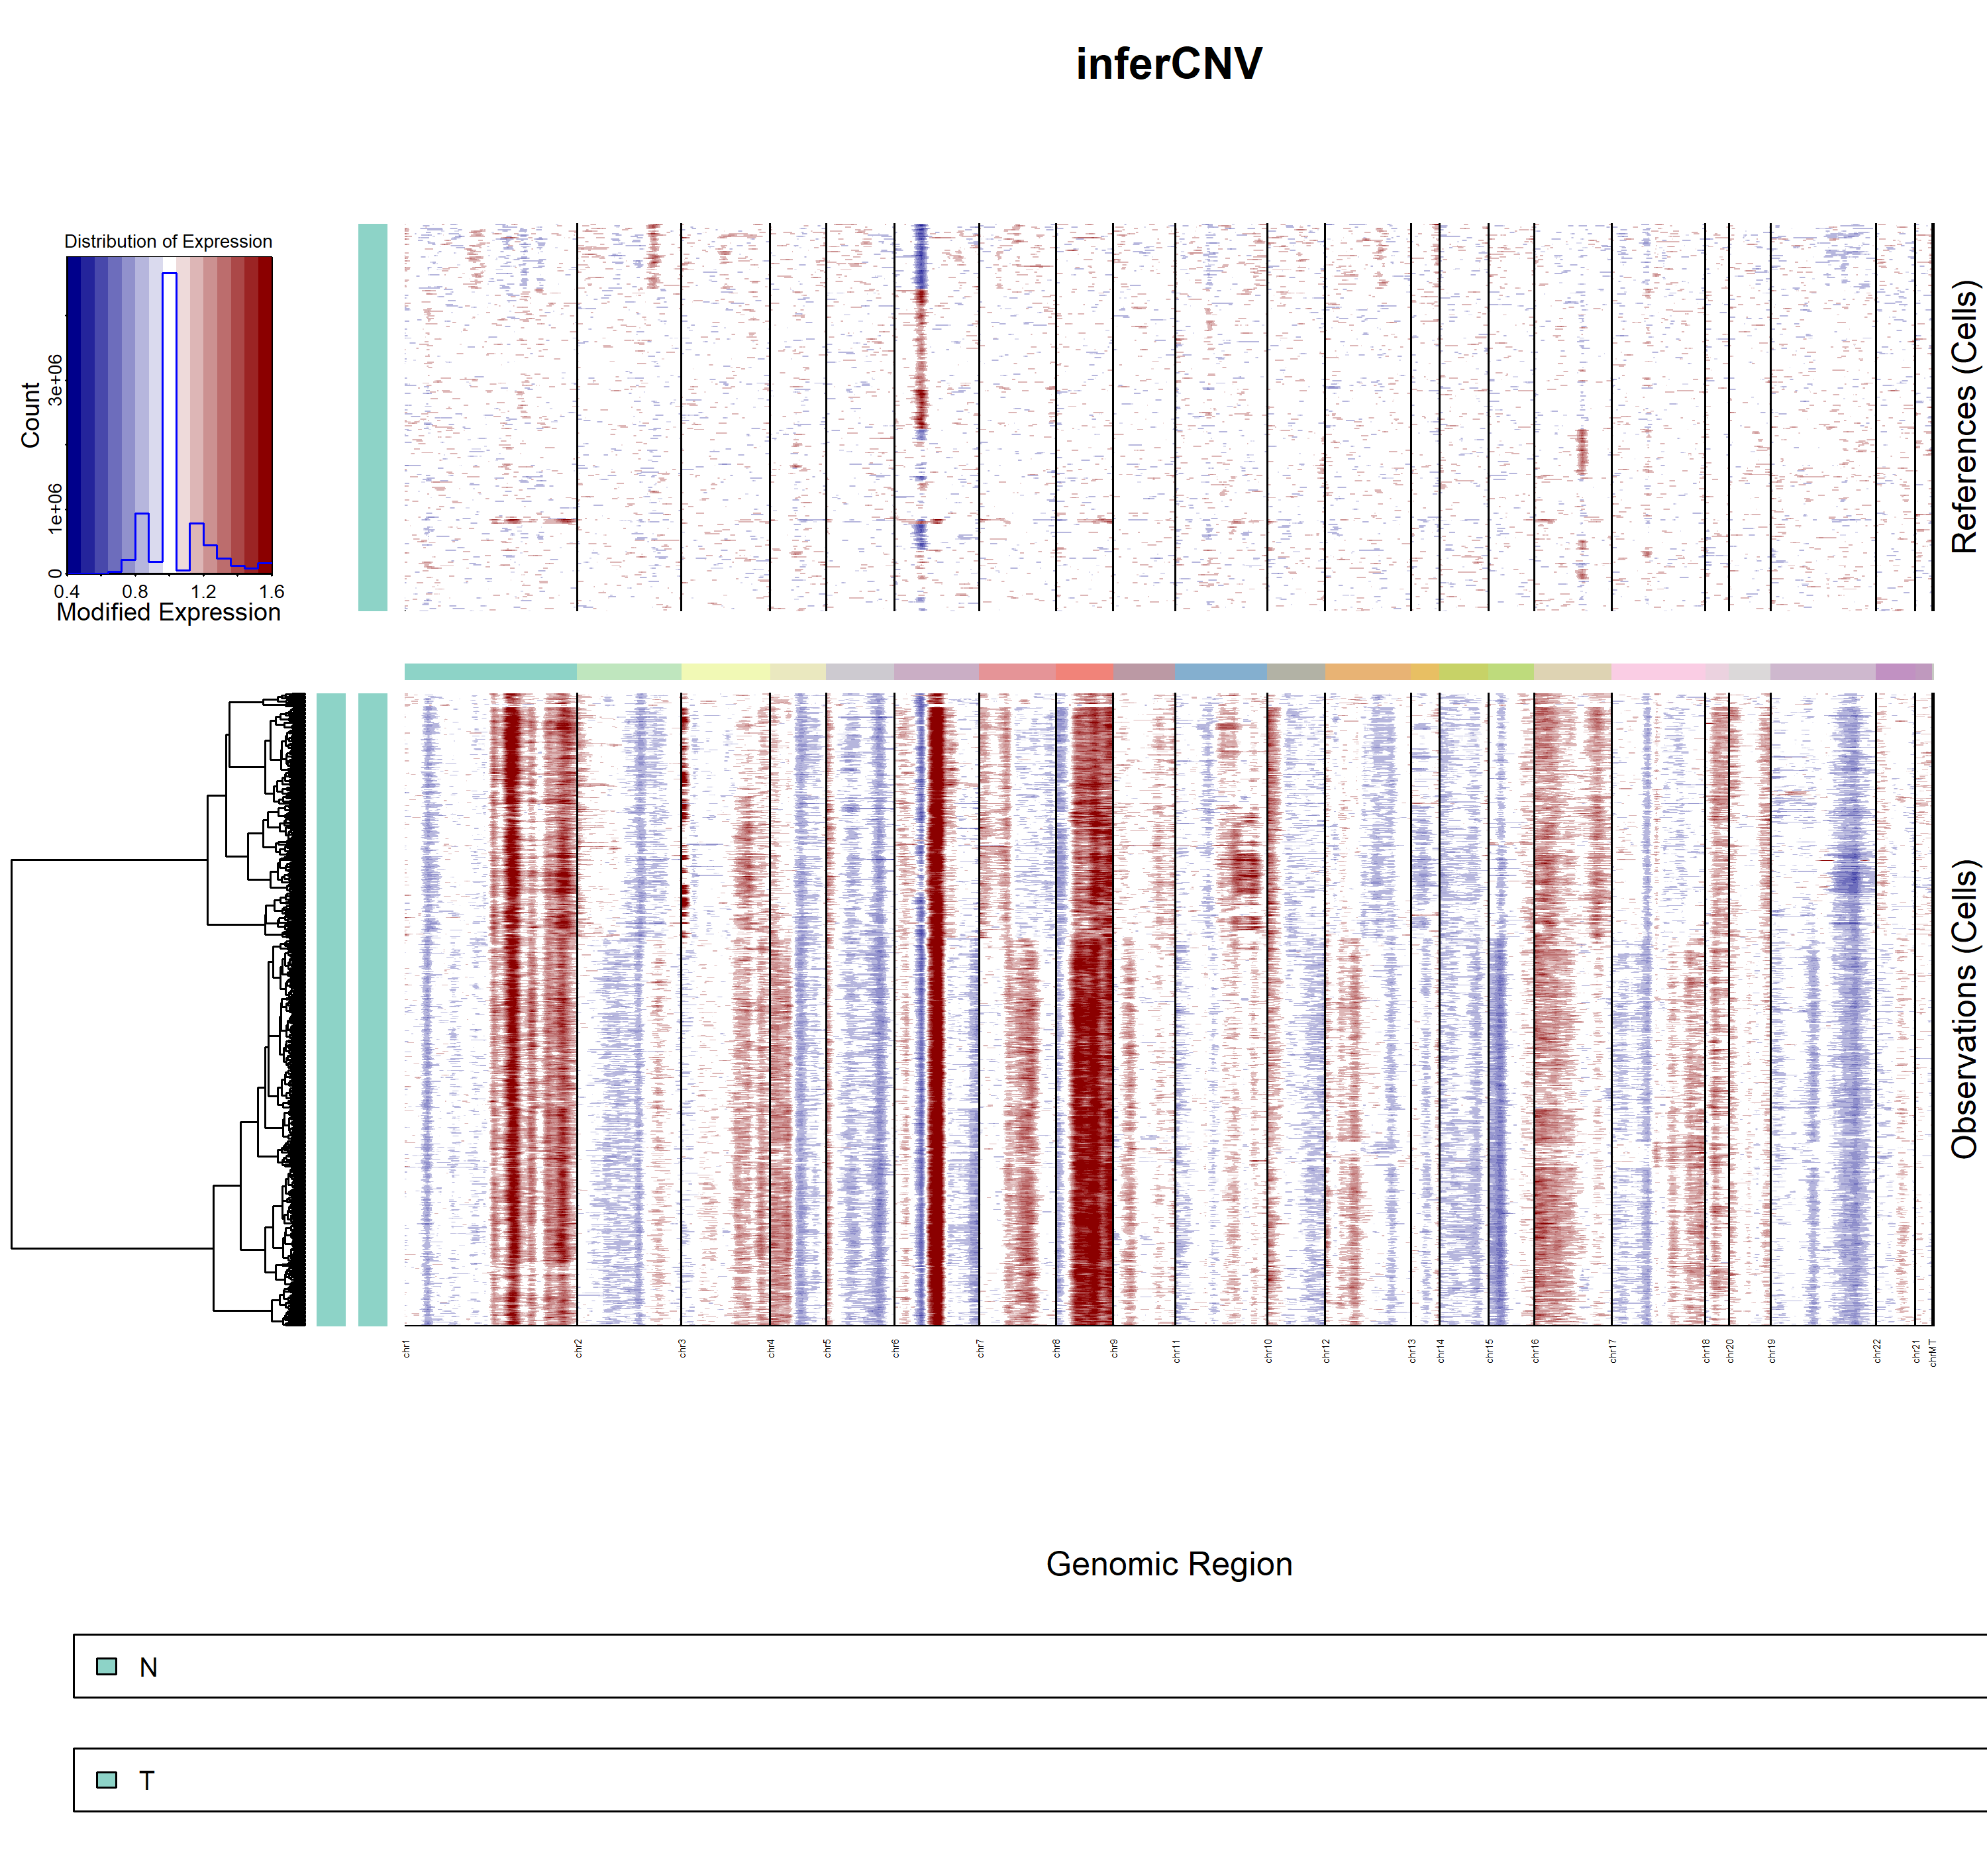 inferCNV
Distribution of Expression
Count
0 1e+06 3e+06
0.4 0.8 1.2 1.6
Modified Expression
References (Cells)
Observations (Cells)
chr1 chr2 chr3 chr4 chr5 chr6 chr7 chr8 chr9 chr11 chr10 chr12 chr13 chr14 chr15 chr16 chr17 chr18 chr20 chr19 chr22 chr21 chrMT
Genomic Region
N
T